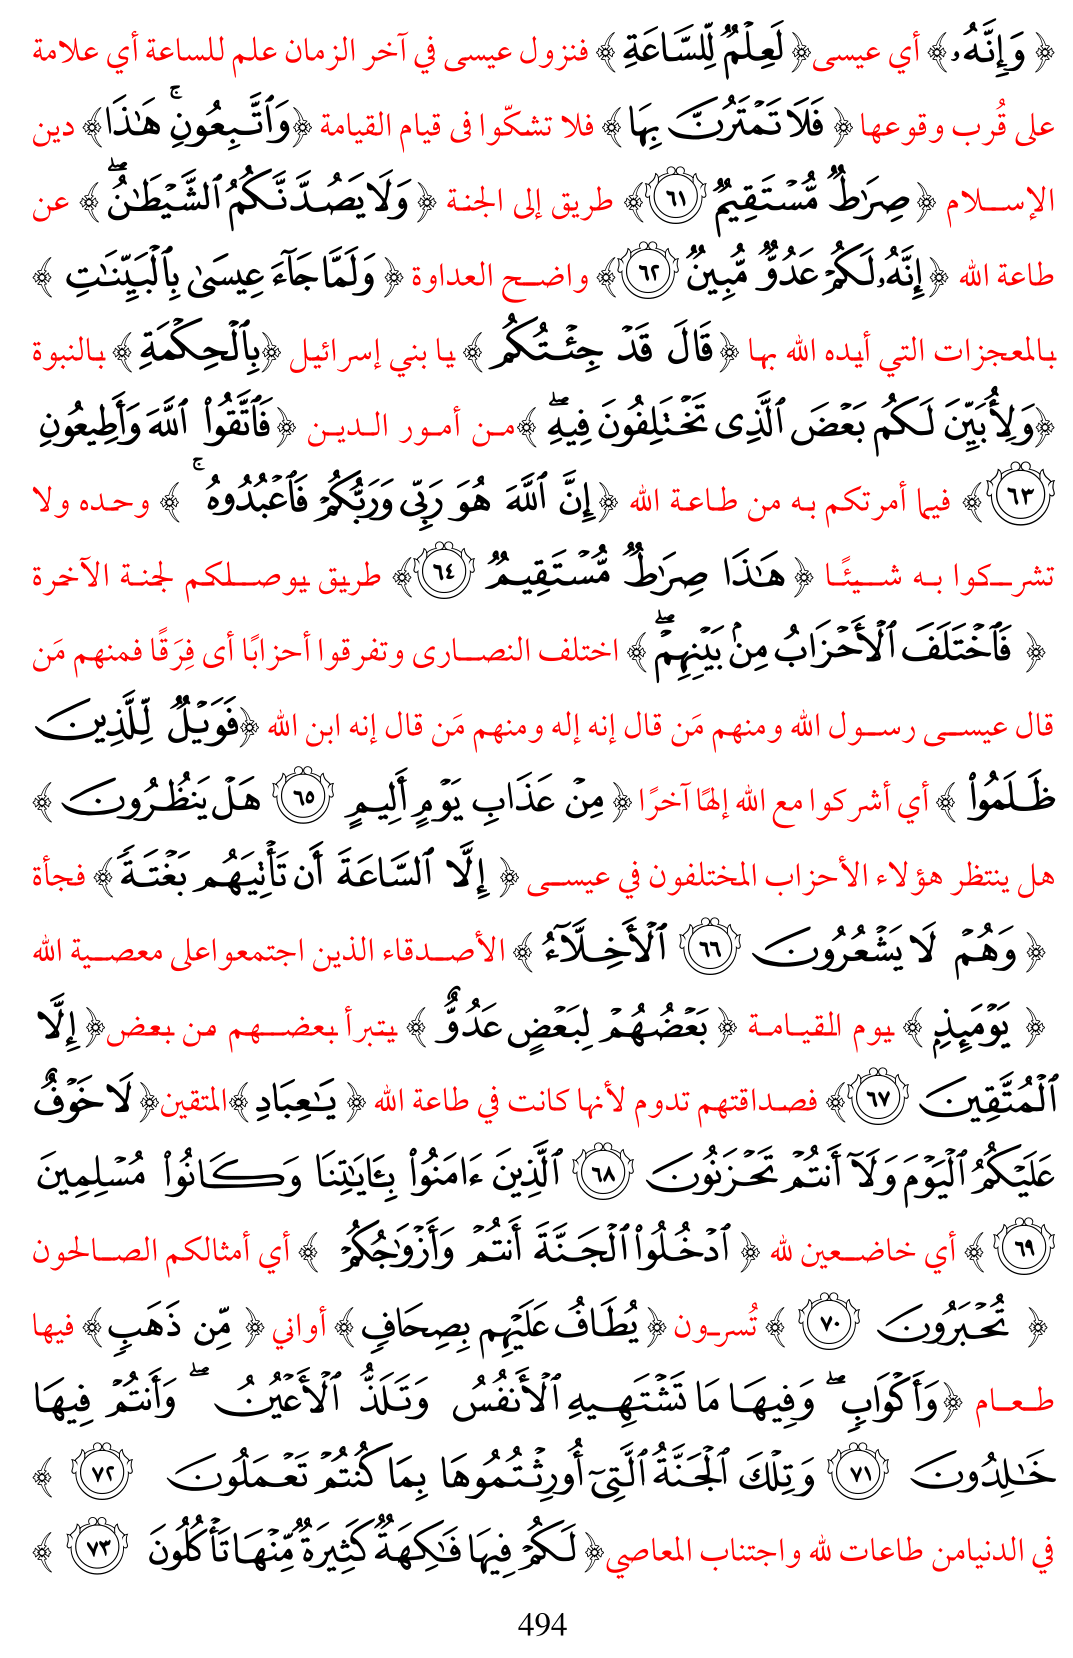 ﴿ وَإِنَّهُۥ﴾ أي عيسى﴿ لَعِلۡمٞ لِّلسَّاعَةِ ﴾ فنزول عيسى في آخر الزمان علم للساعة أي علامة
على قُرب وقوعها ﴿ فَلَا تَمۡتَرُنَّ بِهَا﴾ فلا تشكّوا فى قيام القيامة ﴿وَٱتَّبِعُونِۚ هَٰذَا﴾ دين
الإسلام ﴿ صِرَٰطٞ مُّسۡتَقِيمٞ ٦١﴾ طريق إلى الجنة ﴿ وَلَا يَصُدَّنَّكُمُ ٱلشَّيۡطَٰنُۖ ﴾ عن
طاعة الله ﴿إِنَّهُۥ لَكُمۡ عَدُوّٞ مُّبِينٞ ٦٢﴾ واضح العداوة ﴿ وَلَمَّا جَآءَ عِيسَىٰ بِٱلۡبَيِّنَٰتِ ﴾
بالمعجزات التي أيده الله بها ﴿قَالَ قَدۡ جِئۡتُكُم ﴾ يا بني إسرائيل ﴿بِٱلۡحِكۡمَةِ ﴾ بالنبوة
﴿وَلِأُبَيِّنَ لَكُم بَعۡضَ ٱلَّذِى تَخۡتَلِفُونَ فِيهِۖ ﴾من أمور الدين ﴿فَٱتَّقُواْ ٱللَّهَ وَأَطِيعُونِ
٦٣﴾ فيما أمرتكم به من طاعة الله ﴿إِنَّ ٱللَّهَ هُوَ رَبِّى وَرَبُّكُمۡ فَٱعۡبُدُوهُۚ ﴾ وحده ولا
تشركوا به شيئًا ﴿ هَٰذَا صِرَٰطٞ مُّسۡتَقِيمٞ ٦٤﴾ طريق يوصلكم لجنة الآخرة
﴿ فَٱخۡتَلَفَ ٱلۡأَحۡزَابُ مِنۢ بَيۡنِهِمۡۖ ﴾ اختلف النصارى وتفرقوا أحزابًا أى فِرَقًا فمنهم مَن
قال عيسى رسول الله ومنهم مَن قال إنه إله ومنهم مَن قال إنه ابن الله ﴿فَوَيۡلٞ لِّلَّذِينَ
ظَلَمُواْ ﴾ أي أشركوا مع الله إلهًا آخرًا ﴿ مِنۡ عَذَابِ يَوۡمٍ أَلِيمٍ ٦٥ هَلۡ يَنظُرُونَ ﴾
هل ينتظر هؤلاء الأحزاب المختلفون في عيسى ﴿ إِلَّا ٱلسَّاعَةَ أَن تَأۡتِيَهُم بَغۡتَةٗ ﴾ فجأة
﴿ وَهُمۡ لَا يَشۡعُرُونَ ٦٦ ٱلۡأَخِلَّآءُ ﴾ الأصدقاء الذين اجتمعواعلى معصية الله
﴿ يَوۡمَئِذِۭ ﴾ يوم القيامة ﴿ بَعۡضُهُمۡ لِبَعۡضٍ عَدُوٌّ ﴾ يتبرأ بعضهم من بعض﴿ إِلَّا
ٱلۡمُتَّقِينَ ٦٧﴾ فصداقتهم تدوم لأنها كانت في طاعة الله ﴿ يَٰعِبَادِ ﴾المتقين﴿ لَا خَوۡفٌ
عَلَيۡكُمُ ٱلۡيَوۡمَ وَلَآ أَنتُمۡ تَحۡزَنُونَ ٦٨ ٱلَّذِينَ ءَامَنُواْ بِـَٔايَٰتِنَا وَكَانُواْ مُسۡلِمِينَ
٦٩ ﴾ أي خاضعين لله ﴿ ٱدۡخُلُواْ ٱلۡجَنَّةَ أَنتُمۡ وَأَزۡوَٰجُكُمۡ ﴾ أي أمثالكم الصالحون
﴿ تُحۡبَرُونَ ٧٠ ﴾ تُسرون ﴿ يُطَافُ عَلَيۡهِم بِصِحَافٖ ﴾ أواني ﴿ مِّن ذَهَبٖ ﴾ فيها
طعام ﴿وَأَكۡوَابٖۖ وَفِيهَا مَا تَشۡتَهِيهِ ٱلۡأَنفُسُ وَتَلَذُّ ٱلۡأَعۡيُنُۖ وَأَنتُمۡ فِيهَا
خَٰلِدُونَ ٧١ وَتِلۡكَ ٱلۡجَنَّةُ ٱلَّتِىٓ أُورِثۡتُمُوهَا بِمَا كُنتُمۡ تَعۡمَلُونَ ٧٢ ﴾
في الدنيامن طاعات لله واجتناب المعاصي﴿ لَكُمۡ فِيهَا فَٰكِهَةٞ كَثِيرَةٞ مِّنۡهَا تَأۡكُلُونَ ٧٣ ﴾
494